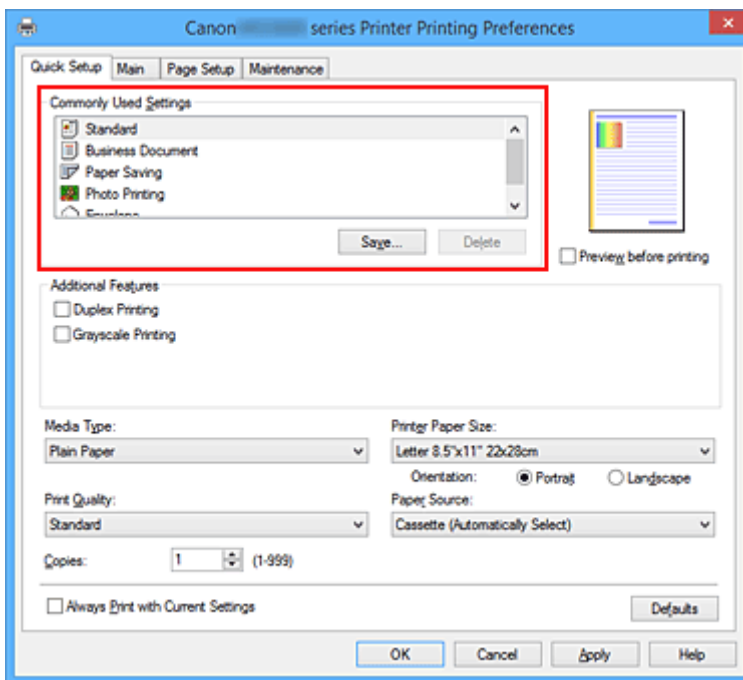 Canon series Printer Printing Preferences
Quick Setup Main Page Setup Maintenance
Commonly Used Settings
Standard
Business Document
Paper Saving
Photo Printing
Envelope
Save... Delete
Preview before printing
Additional Features
Duplex Printing
Grayscale Printing
Media Type: Printer Paper Size:
Plain Paper Letter 8.5"x11" 22x28cm
Orientation: Portrait Landscape
Print Quality: Paper Source:
Standard Cassette (Automatically Select)
Copies: 1 (1-999)
Always Print with Current Settings Defaults
OK Cancel Apply Help